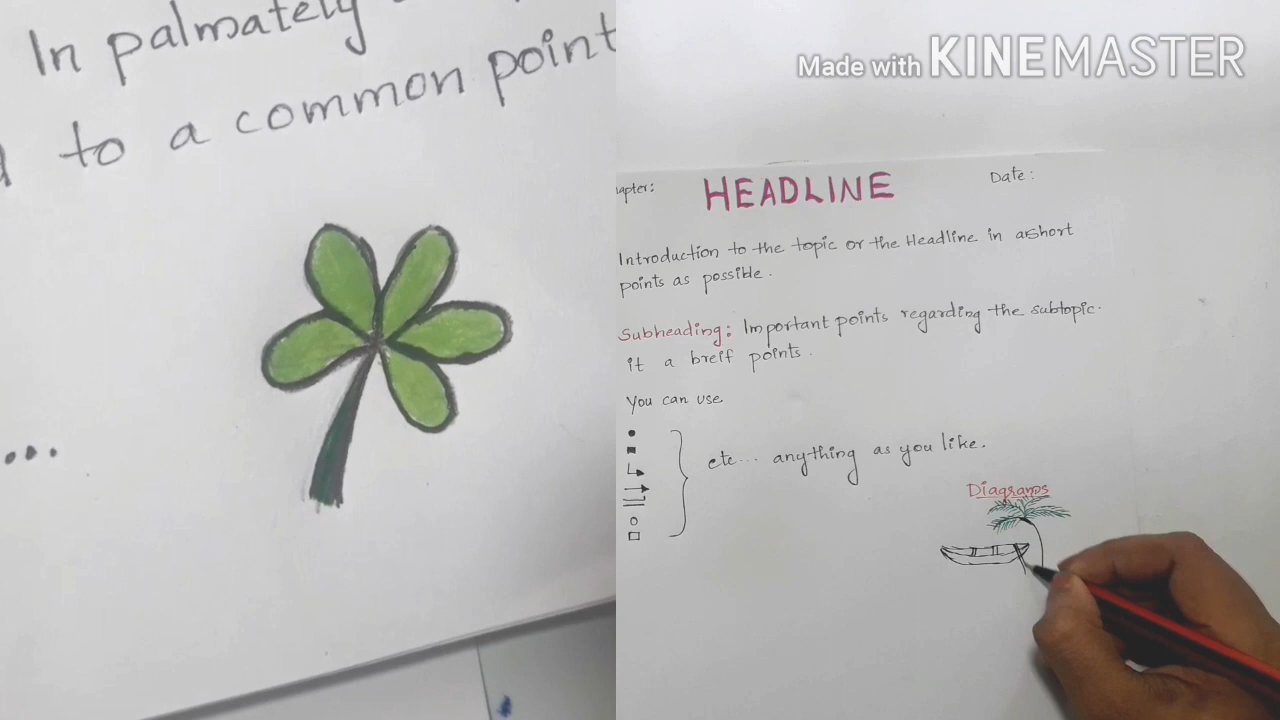 In palmately
to a common point
...
Made with KINEMASTER
apter:
HEADLINE
Date:
Introduction to the topic or the Headline in a short
points as possible.
Subheading: Important points regarding the subtopic.
it a breif points.
You can use
etc... anything as you like.
Diagrams